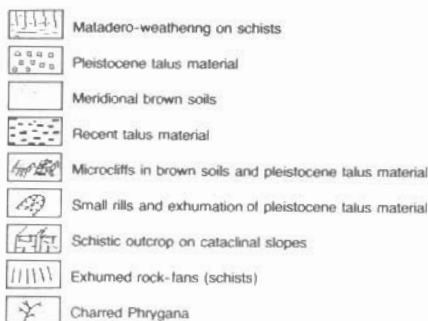 Matadero-weathering on schists
Pleistocene talus material
Meridional brown soils
Recent talus material
Microcliffs in brown soils and pleistocene talus material
Small rills and exhumation of pleistocene talus material
Schistic outcrop on cataclinal slopes
Exhumed rock-fans (schists)
Charred Phrygana